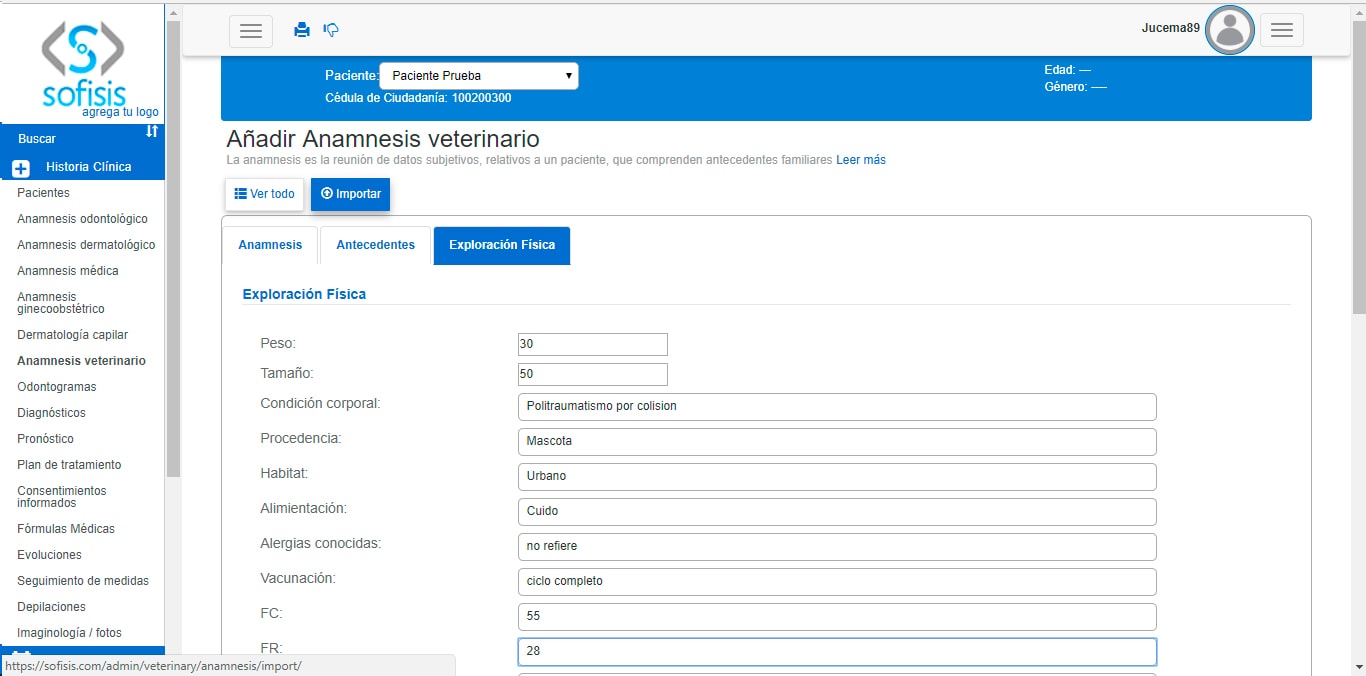 sofisis
agrega tu logo
Buscar
Historia Clínica
Pacientes
Anamnesis odontológico
Anamnesis dermatológico
Anamnesis médica
Anamnesis
ginecoobstétrico
Dermatología capilar
Anamnesis veterinario
Odontogramas
Diagnósticos
Pronóstico
Plan de tratamiento
Consentimientos
informados
Fórmulas Médicas
Evoluciones
Seguimiento de medidas
Depilaciones
Imaginología / fotos
https://sofisis.com/admin/veterinary/anamnesis/import/
Jucema89
Paciente: Paciente Prueba
Cédula de Ciudadanía: 100200300
Edad: —
Género: —–
Añadir Anamnesis veterinario
La anamnesis es la reunión de datos subjetivos, relativos a un paciente, que comprenden antecedentes familiares Leer más
Ver todo Importar
Anamnesis Antecedentes Exploración Física
Exploración Física
Peso: 30
Tamaño: 50
Condición corporal: Politraumatismo por colision
Procedencia: Mascota
Habitat: Urbano
Alimientación: Cuido
Alergias conocidas: no refiere
Vacunación: ciclo completo
FC: 55
FR: 28